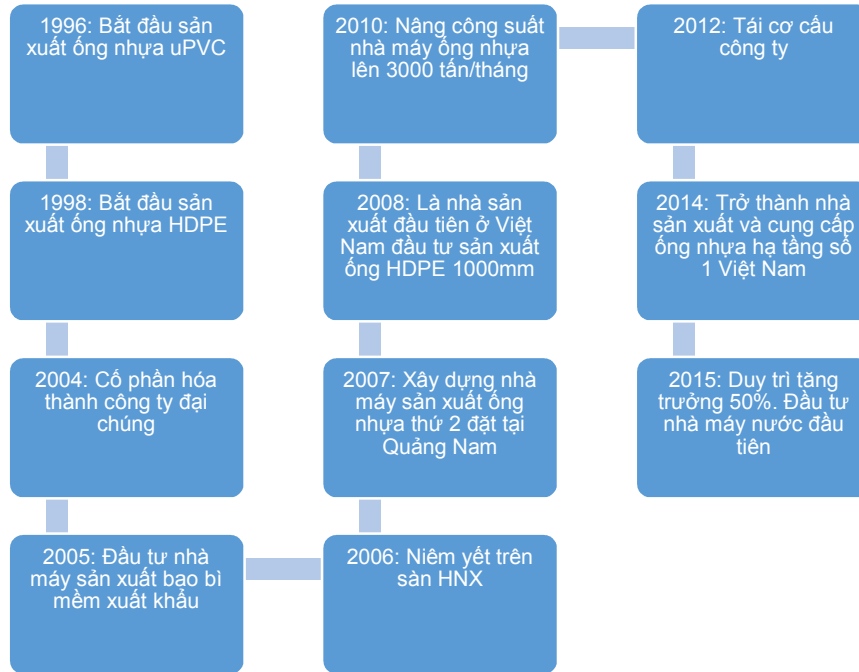 1996: Bắt đầu sản
xuất ống nhựa uPVC
1998: Bắt đầu sản
xuất ống nhựa HDPE
2004: Cổ phần hóa
thành công ty đại
chúng
2005: Đầu tư nhà
máy sản xuất bao bì
mềm xuất khẩu
2006: Niêm yết trên
sàn HNX
2007: Xây dựng nhà
máy sản xuất ống
nhựa thứ 2 đặt tại
Quảng Nam
2008: Là nhà sản
xuất đầu tiên ở Việt
Nam đầu tư sản xuất
ống HDPE 1000mm
2010: Nâng công suất
nhà máy ống nhựa
lên 3000 tấn/tháng
2012: Tái cơ cấu
công ty
2014: Trở thành nhà
sản xuất và cung cấp
ống nhựa hạ tầng số
1 Việt Nam
2015: Duy trì tăng
trưởng 50%. Đầu tư
nhà máy nước đầu
tiên